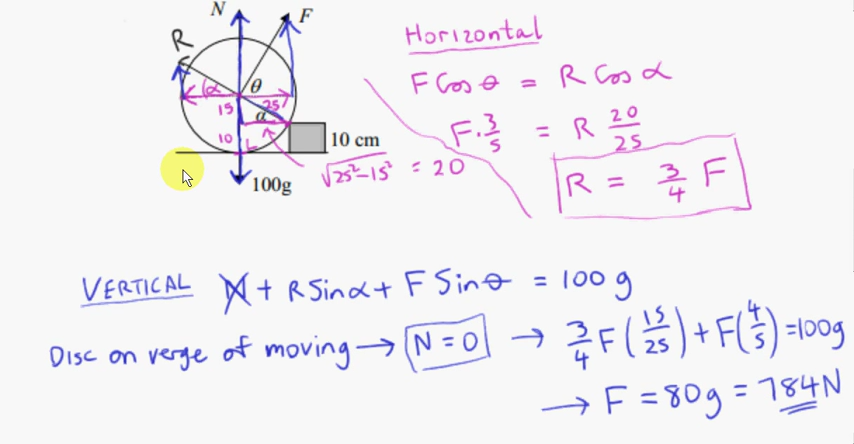 N
F
R
θ
α
15
25
α
10
10 cm
100g
√25²-15² = 20
Horizontal
F Cos θ = R Cos α
F. 3/5 = R 20/25
R = 3/4 F
VERTICAL N + R Sin α + F Sin θ = 100g
Disc on verge of moving → N = 0 → 3/4 F (15/25) + F(4/5) = 100g
→ F = 80g = 784N